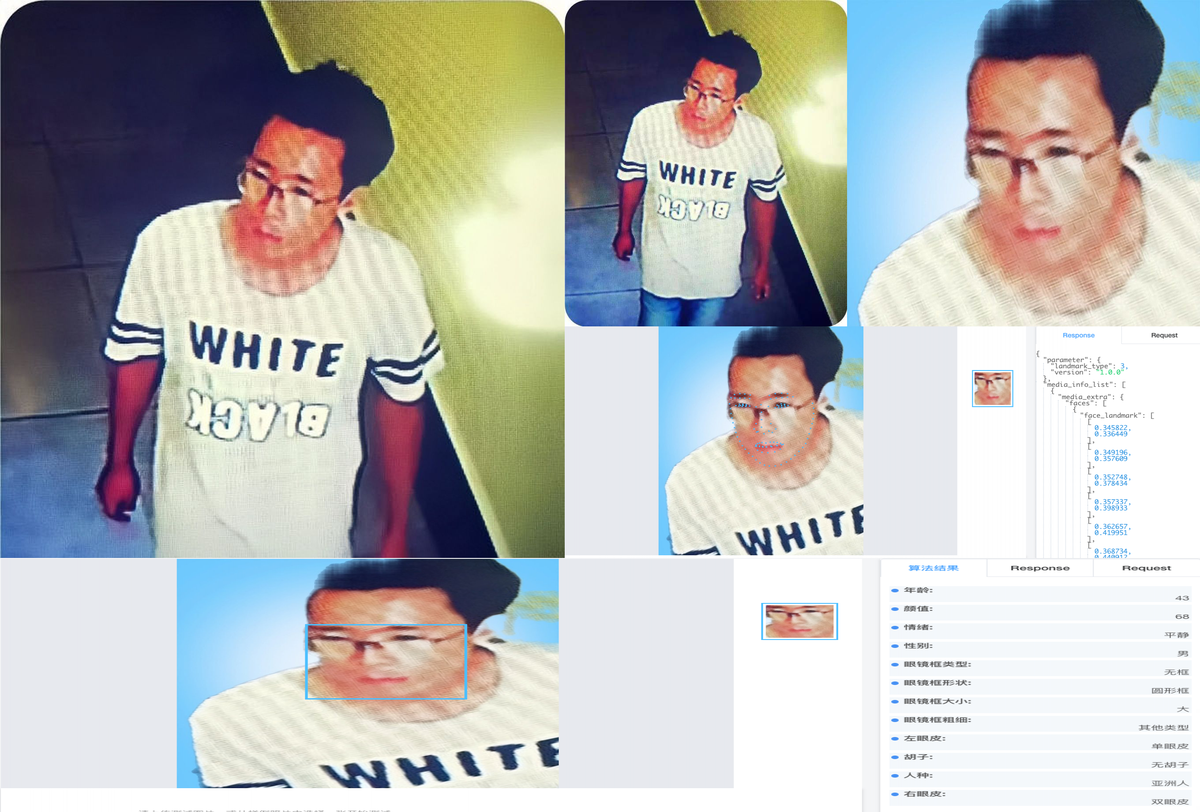 WHITE
BLACK
WHITE
BLACK
WHITE
Response
Request
{
"parameter": {
"landmark_type": 3,
"version": "1.0.0"
},
"media_info_list": [
{
"media_extra": {
"faces": [
{
"face_landmark": [
[
0.345822,
0.336449
],
[
0.349196,
0.357609
],
[
0.352748,
0.378434
],
[
0.357337,
0.398933
],
[
0.362657,
0.419951
],
[
0.368734,
WHITE
算法结果
Response
Request
年龄:
43
颜值:
68
情绪:
平静
性别:
男
眼镜框类型:
无框
眼镜框形状:
圆形框
眼镜框大小:
大
眼镜框粗细:
其他类型
左眼皮:
单眼皮
胡子:
无胡子
人种:
亚洲人
右眼皮:
双眼皮